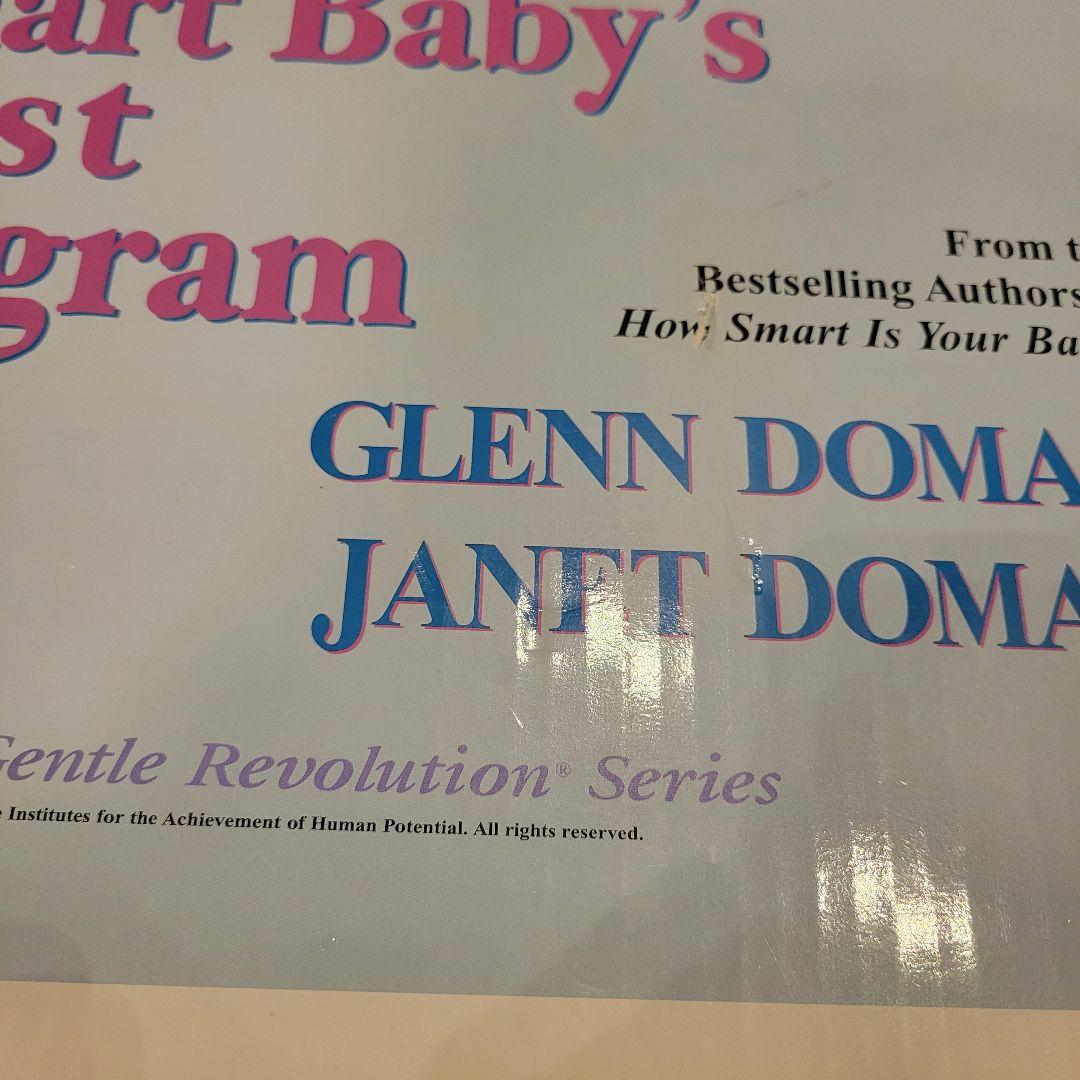 art Baby's
st
gram
From t
Bestselling Authors
How Smart Is Your Ba
GLENN DOMA
JANET DOMA
Gentle Revolution® Series
e Institutes for the Achievement of Human Potential. All rights reserved.